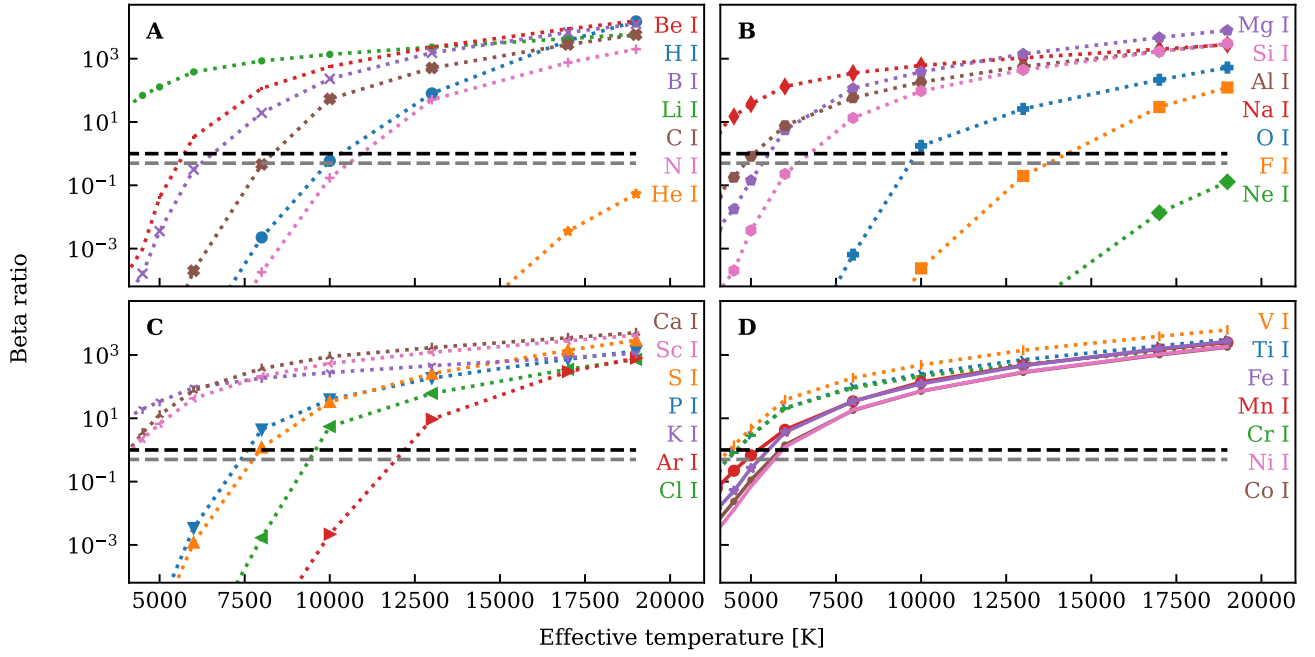 A
Be I
H I
B I
Li I
C I
N I
He I
10³
10¹
10⁻¹
10⁻³
B
Mg I
Si I
Al I
Na I
O I
F I
Ne I
C
Ca I
Sc I
S I
P I
K I
Ar I
Cl I
10³
10¹
10⁻¹
10⁻³
5000 7500 10000 12500 15000 17500 20000
D
V I
Ti I
Fe I
Mn I
Cr I
Ni I
Co I
5000 7500 10000 12500 15000 17500 20000
Beta ratio
Effective temperature [K]